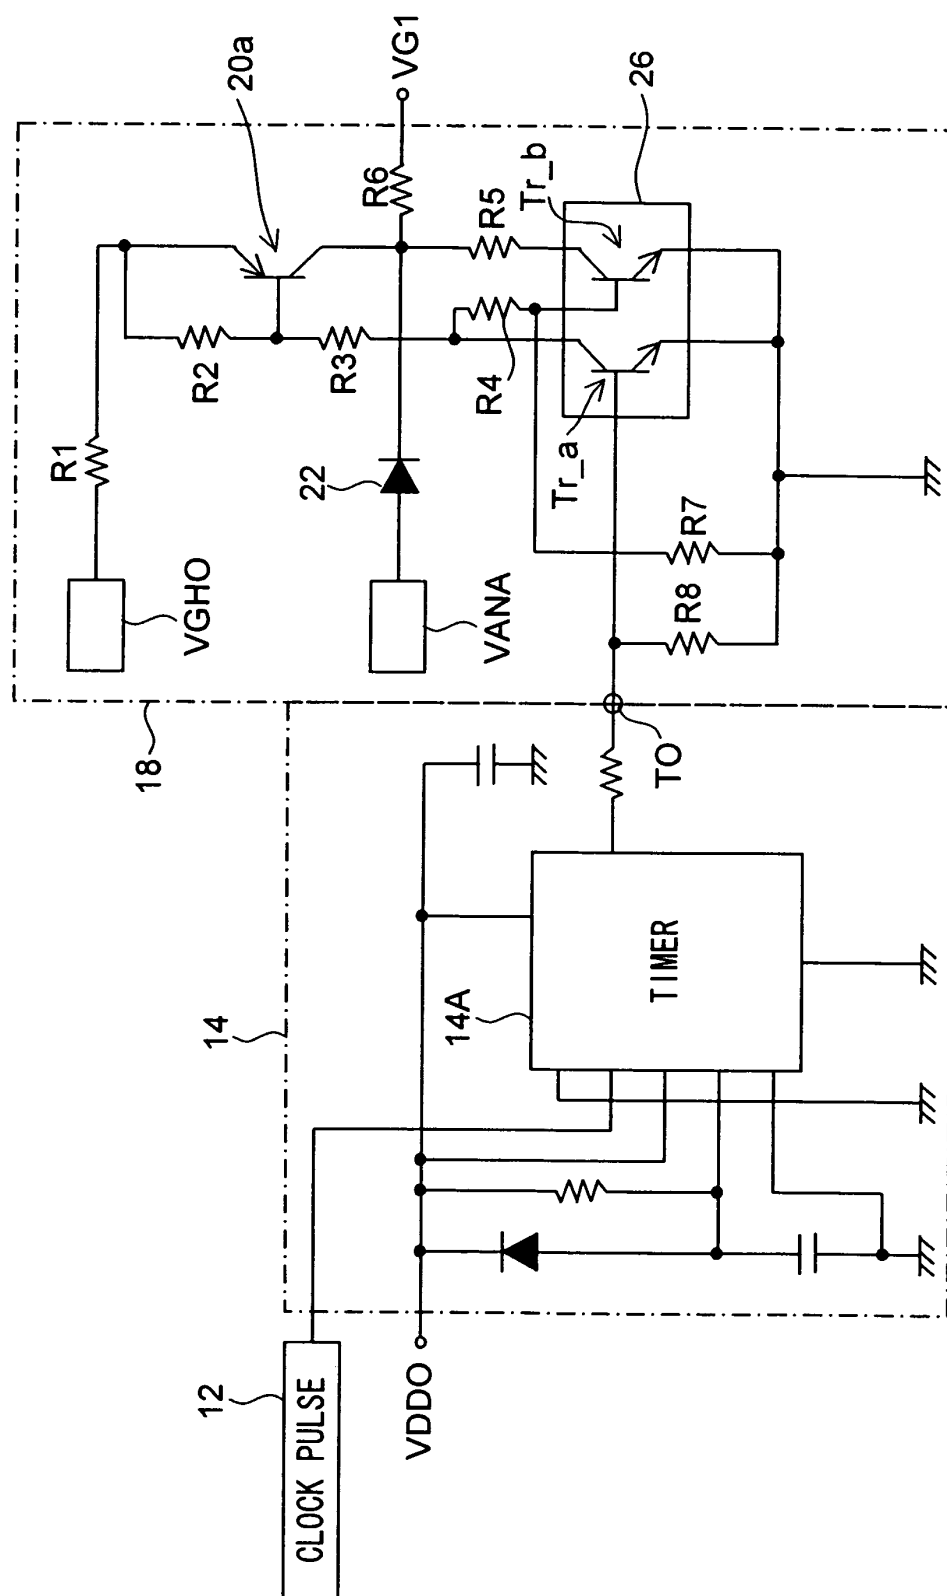 CLOCK PULSE
12
VDDO
14
14A
TIMER
TO
18
VGHO
R1
VANA
22
R2
R3
R4
R5
R6
20a
VG1
Tr_a
Tr_b
26
R7
R8